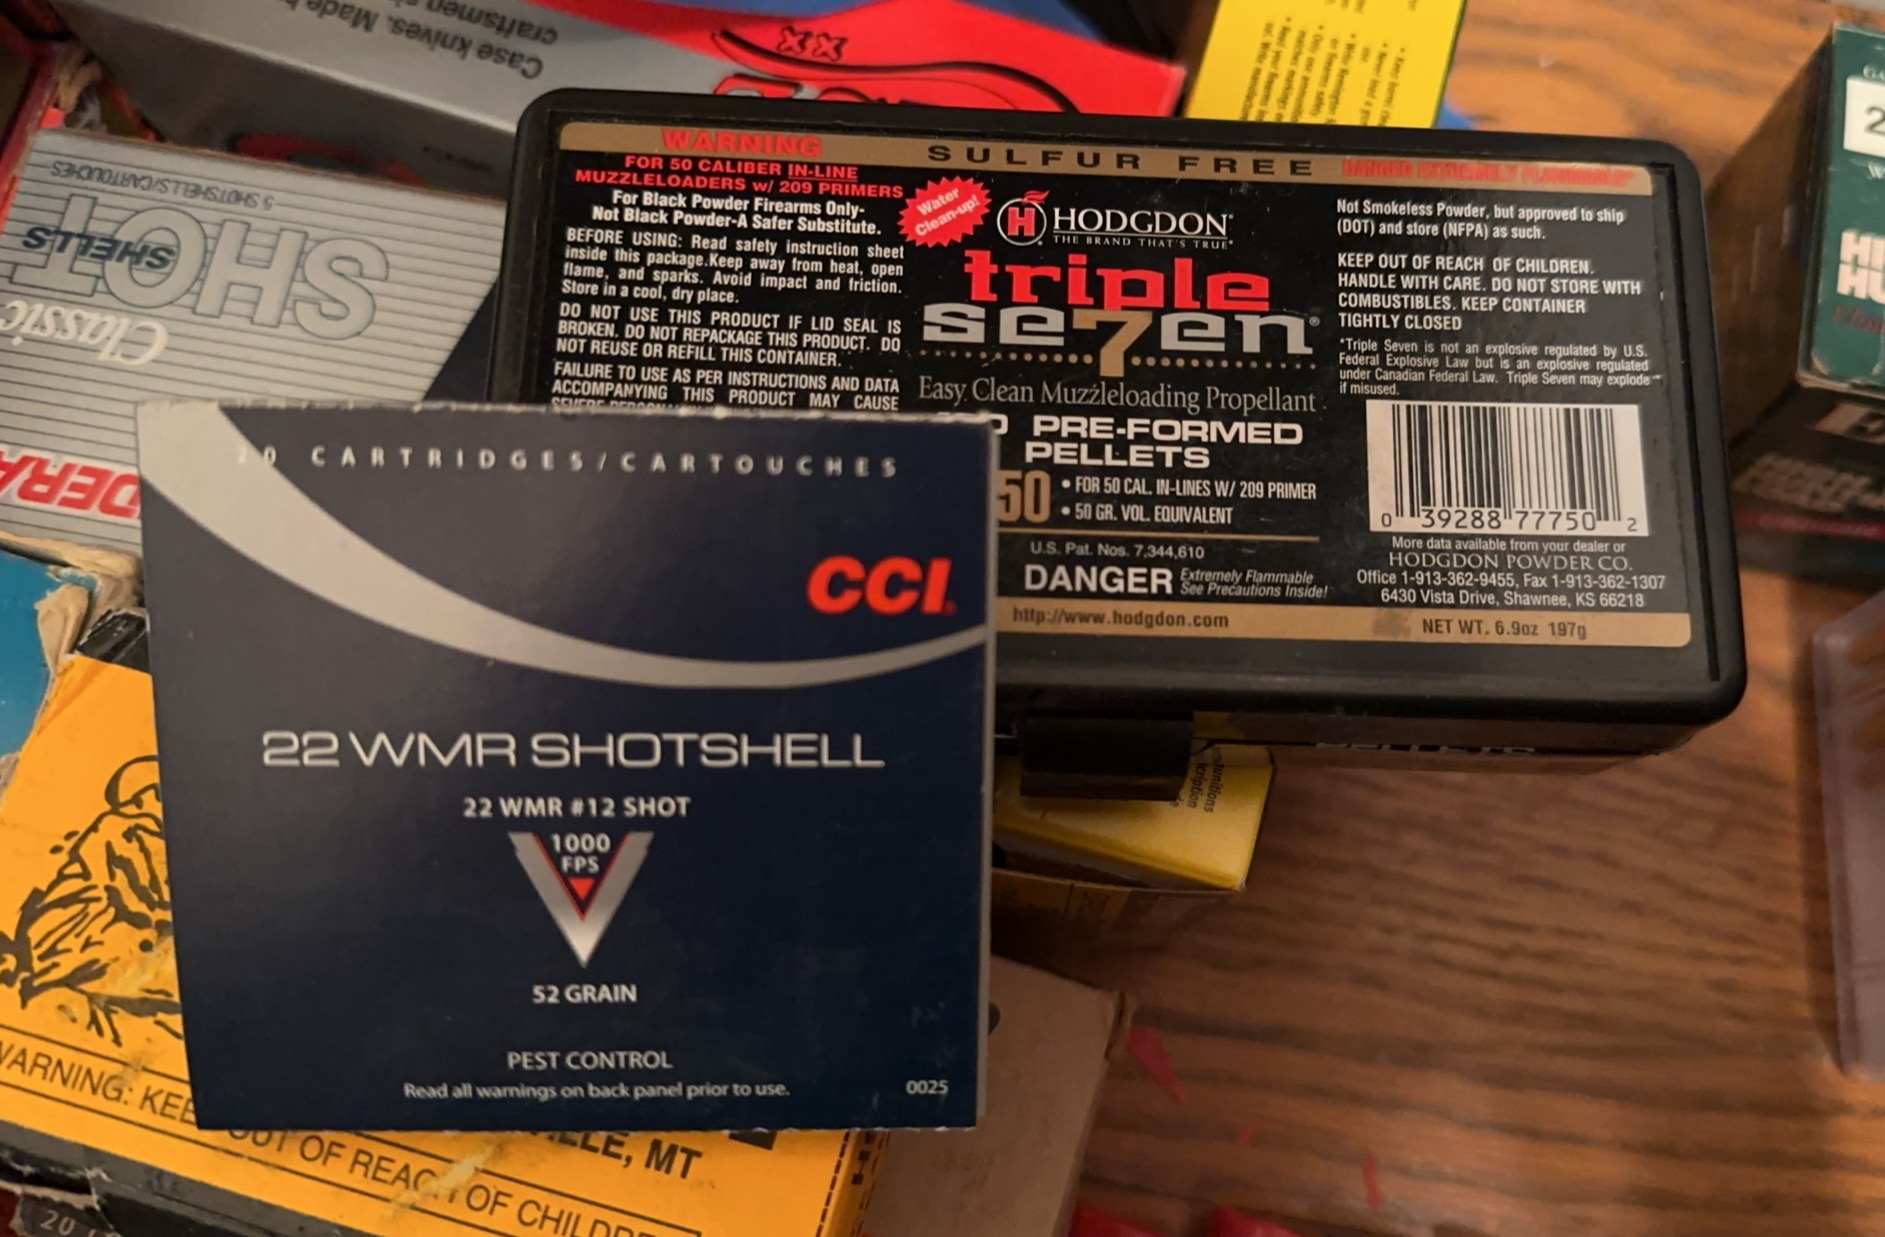 Case knives. Made
craftsmen
XX
5 SHOTSHELLS/CARTOUCHES
SHOT
SHELLS
Classic
WARNING
SULFUR FREE
DANGER EXTREMELY FLAMMABLE
FOR 50 CALIBER IN-LINE
MUZZLELOADERS w/ 209 PRIMERS
For Black Powder Firearms Only-
Not Black Powder-A Safer Substitute.
BEFORE USING: Read safety instruction sheet
inside this package.Keep away from heat, open
flame, and sparks. Avoid impact and friction.
Store in a cool, dry place.
DO NOT USE THIS PRODUCT IF LID SEAL IS
BROKEN. DO NOT REPACKAGE THIS PRODUCT. DO
NOT REUSE OR REFILL THIS CONTAINER.
FAILURE TO USE AS PER INSTRUCTIONS AND DATA
ACCOMPANYING THIS PRODUCT MAY CAUSE
Water
Clean-up!
H HODGDON®
THE BRAND THAT'S TRUE®
triple
se7en®
Easy Clean Muzzleloading Propellant
PRE-FORMED
PELLETS
50
• FOR 50 CAL. IN-LINES W/ 209 PRIMER
• 50 GR. VOL. EQUIVALENT
U.S. Pat. Nos. 7,344,610
DANGER Extremely Flammable
See Precautions Inside!
http://www.hodgdon.com
Not Smokeless Powder, but approved to ship
(DOT) and store (NFPA) as such.
KEEP OUT OF REACH OF CHILDREN.
HANDLE WITH CARE. DO NOT STORE WITH
COMBUSTIBLES. KEEP CONTAINER
TIGHTLY CLOSED
*Triple Seven is not an explosive regulated by U.S.
Federal Explosive Law but is an explosive regulated
under Canadian Federal Law. Triple Seven may explode
if misused.
0 39288 77750 2
More data available from your dealer or
HODGDON POWDER CO.
Office 1-913-362-9455, Fax 1-913-362-1307
6430 Vista Drive, Shawnee, KS 66218
NET WT. 6.9oz 197g
20 CARTRIDGES/CARTOUCHES
CCI
22 WMR SHOTSHELL
22 WMR #12 SHOT
1000
FPS
52 GRAIN
PEST CONTROL
Read all warnings on back panel prior to use.
0025
MT
OUT OF REACH OF
20
2